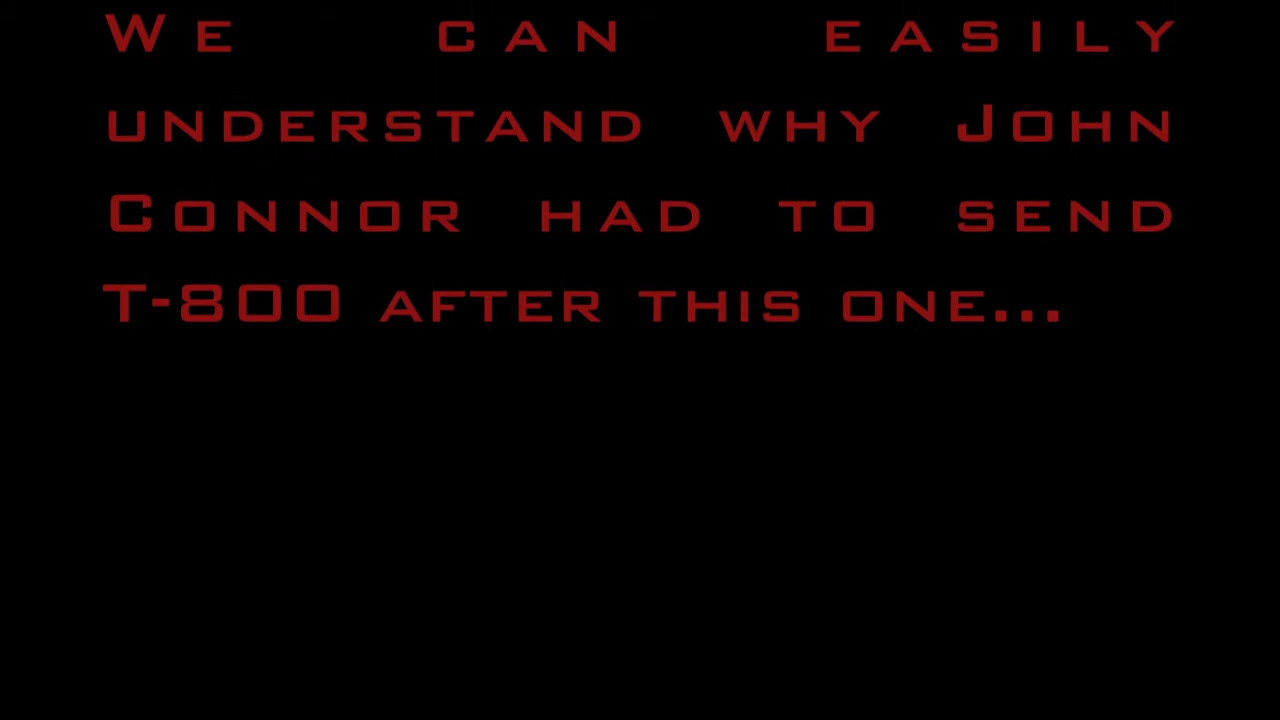 We can easily
understand why John
Connor had to send
T-800 after this one...